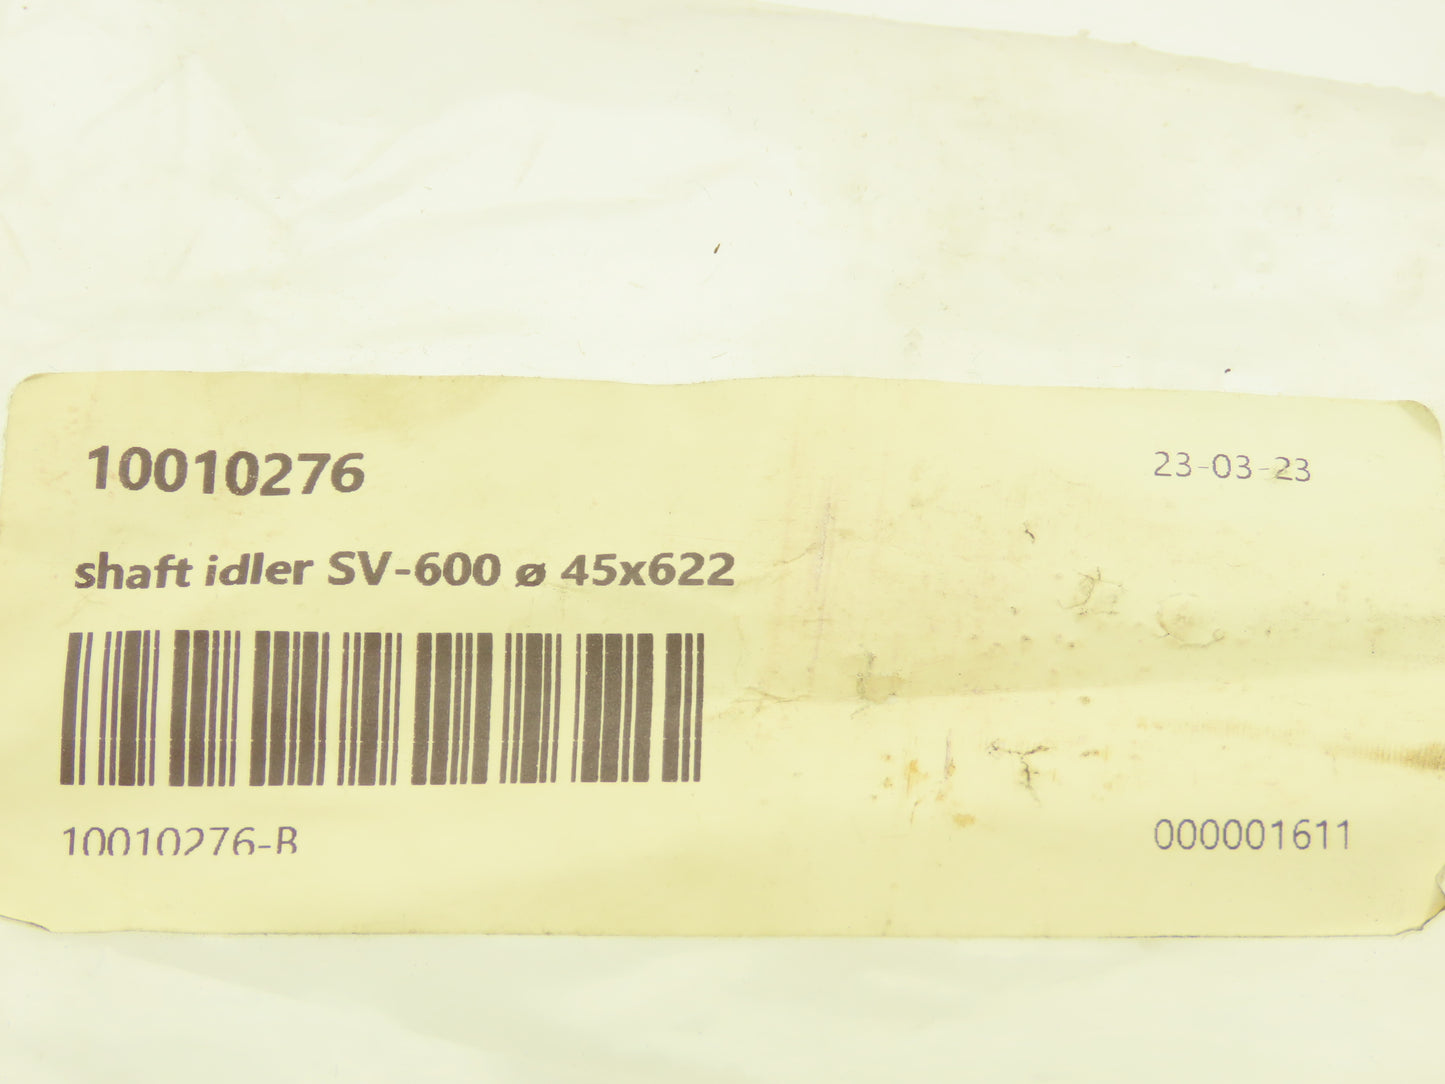 10010276
23-03-23
shaft idler SV-600 ø 45x622
10010276-B
000001611